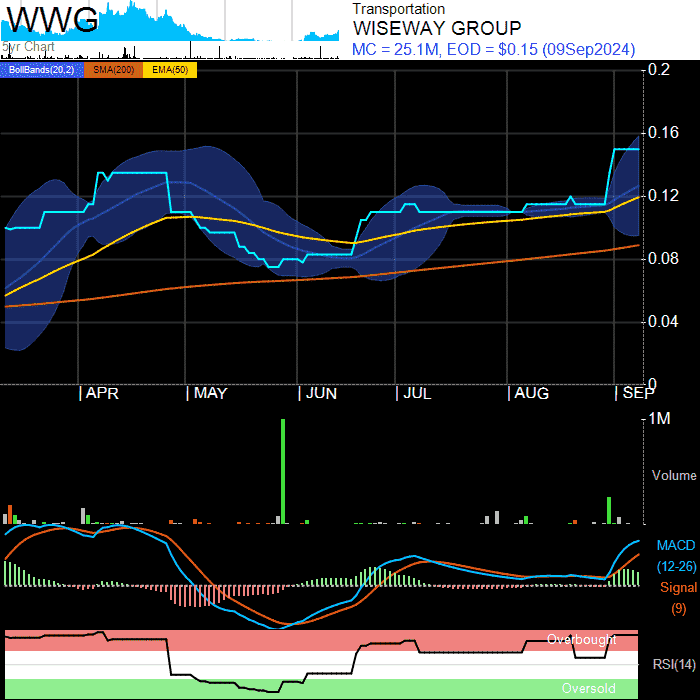 WWG
5yr Chart
Transportation
WISEWAY GROUP
MC = 25.1M, EOD = $0.15 (09Sep2024)
BollBands(20,2) SMA(200) EMA(50)
0.2
0.16
0.12
0.08
0.04
0
APR MAY JUN JUL AUG SEP
1M
Volume
MACD
(12-26)
Signal
(9)
Overbought
RSI(14)
Oversold